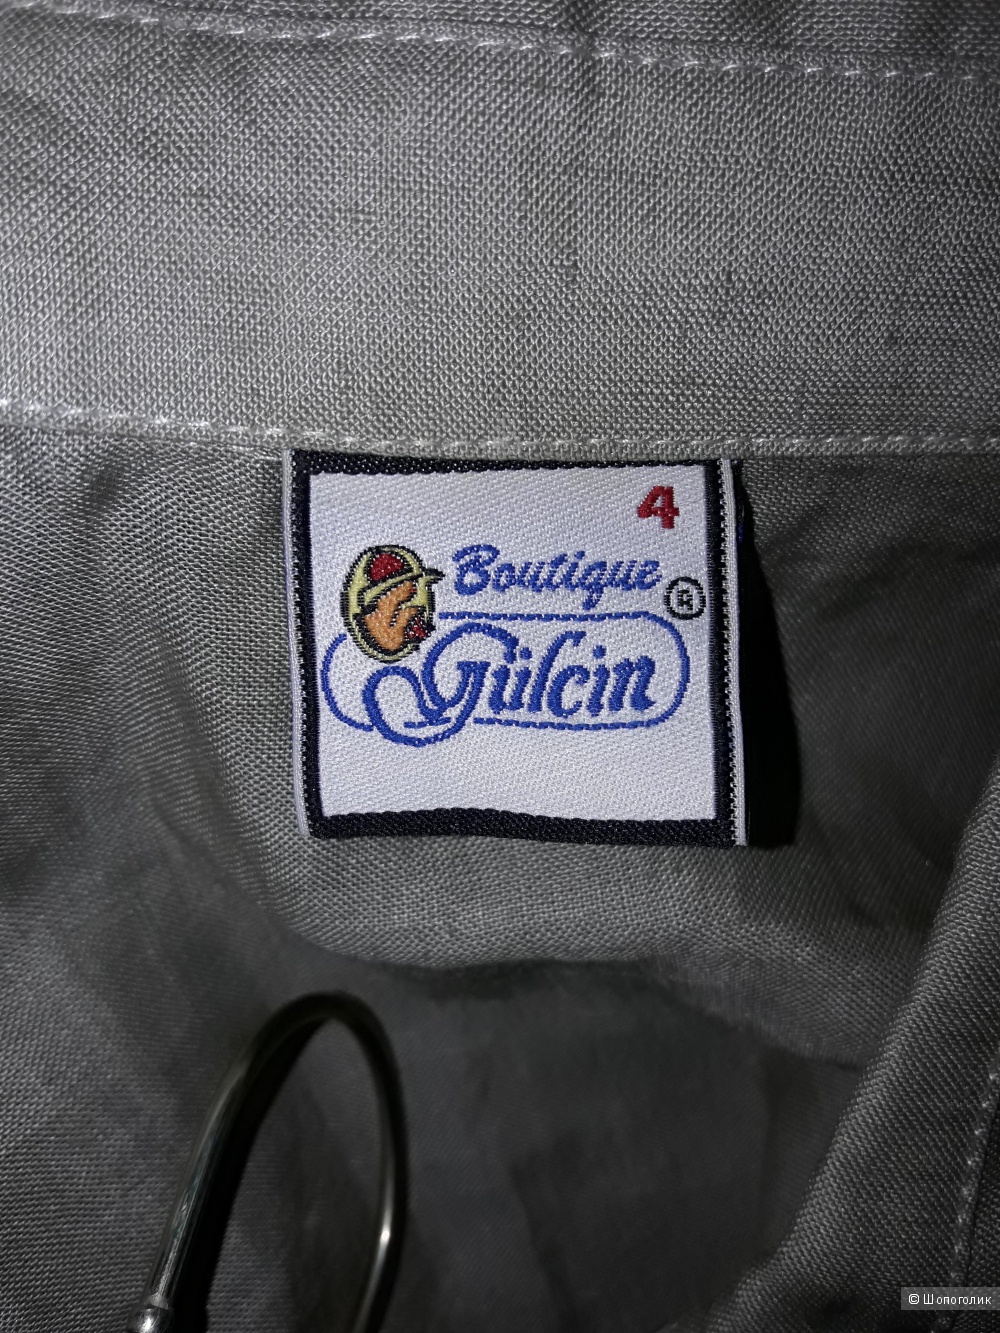 4
Boutique
®
Gülcin
© Шопоголик